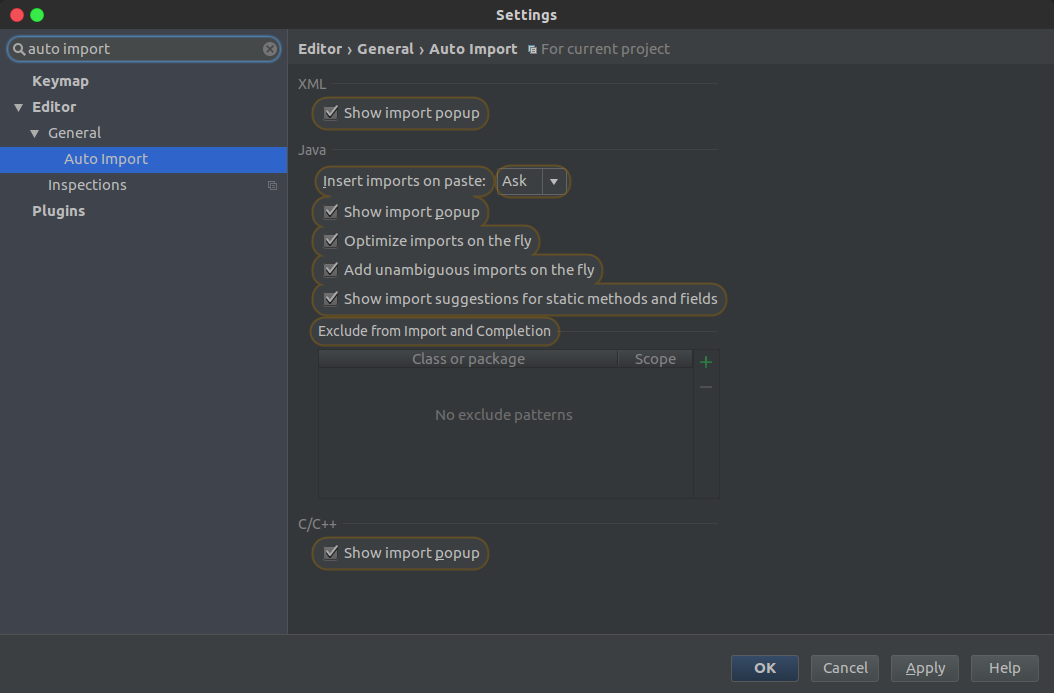 Settings
auto import
Keymap
Editor
General
Auto Import
Inspections
Plugins
Editor › General › Auto Import For current project
XML
Show import popup
Java
Insert imports on paste: Ask
Show import popup
Optimize imports on the fly
Add unambiguous imports on the fly
Show import suggestions for static methods and fields
Exclude from Import and Completion
Class or package Scope
No exclude patterns
C/C++
Show import popup
OK Cancel Apply Help